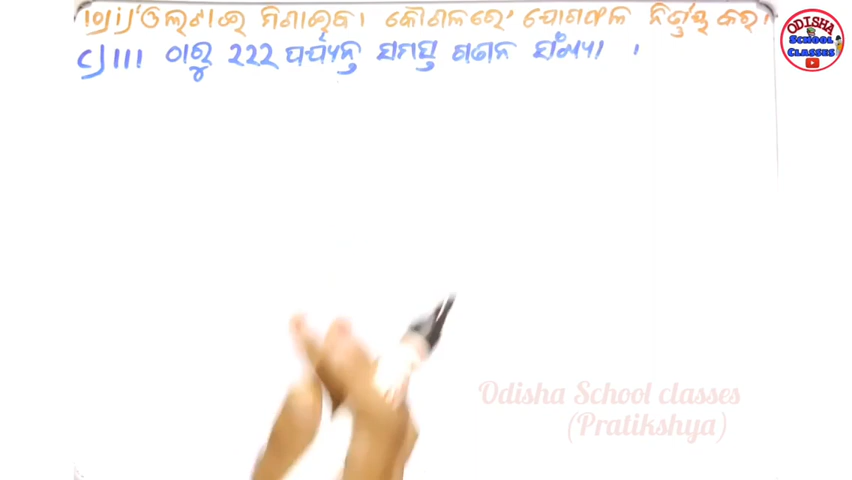 10) i) 'ଓଲଟାଇ ମିଶାଇବା କୌଶଳରେ' ଯୋଗଫଳ ନିର୍ଣ୍ଣୟ କର।
c) 111 ଠାରୁ 222 ପର୍ଯ୍ୟନ୍ତ ସମସ୍ତ ଗଣନ ସଂଖ୍ୟା ।
ODISHA
SCHOOL
CLASSES
Odisha School classes
(Pratikshya)